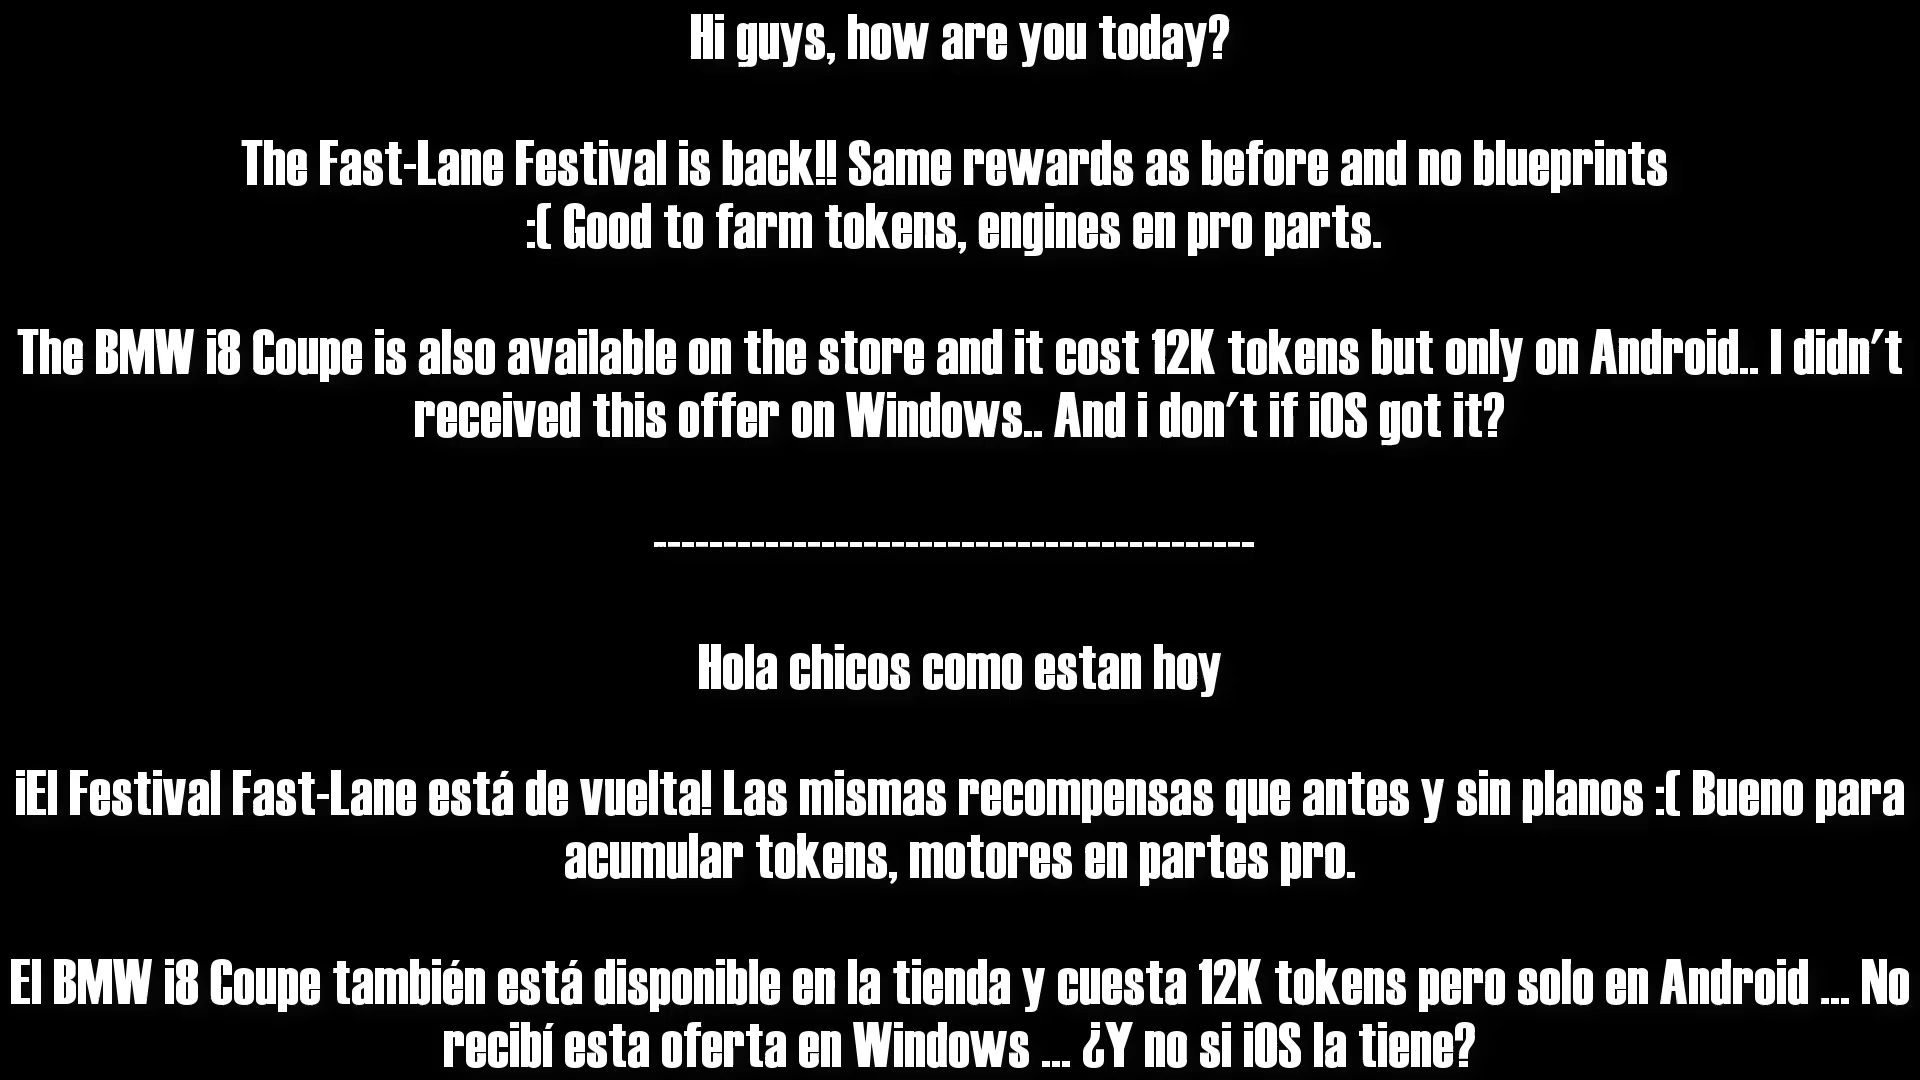 Hi guys, how are you today?
The Fast-Lane Festival is back!! Same rewards as before and no blueprints
:( Good to farm tokens, engines en pro parts.
The BMW i8 Coupe is also available on the store and it cost 12K tokens but only on Android.. I didn't
received this offer on Windows.. And i don't if iOS got it?
-------------------------------------------
Hola chicos como estan hoy
¡El Festival Fast-Lane está de vuelta! Las mismas recompensas que antes y sin planos :( Bueno para
acumular tokens, motores en partes pro.
El BMW i8 Coupe también está disponible en la tienda y cuesta 12K tokens pero solo en Android ... No
recibí esta oferta en Windows ... ¿Y no si iOS la tiene?